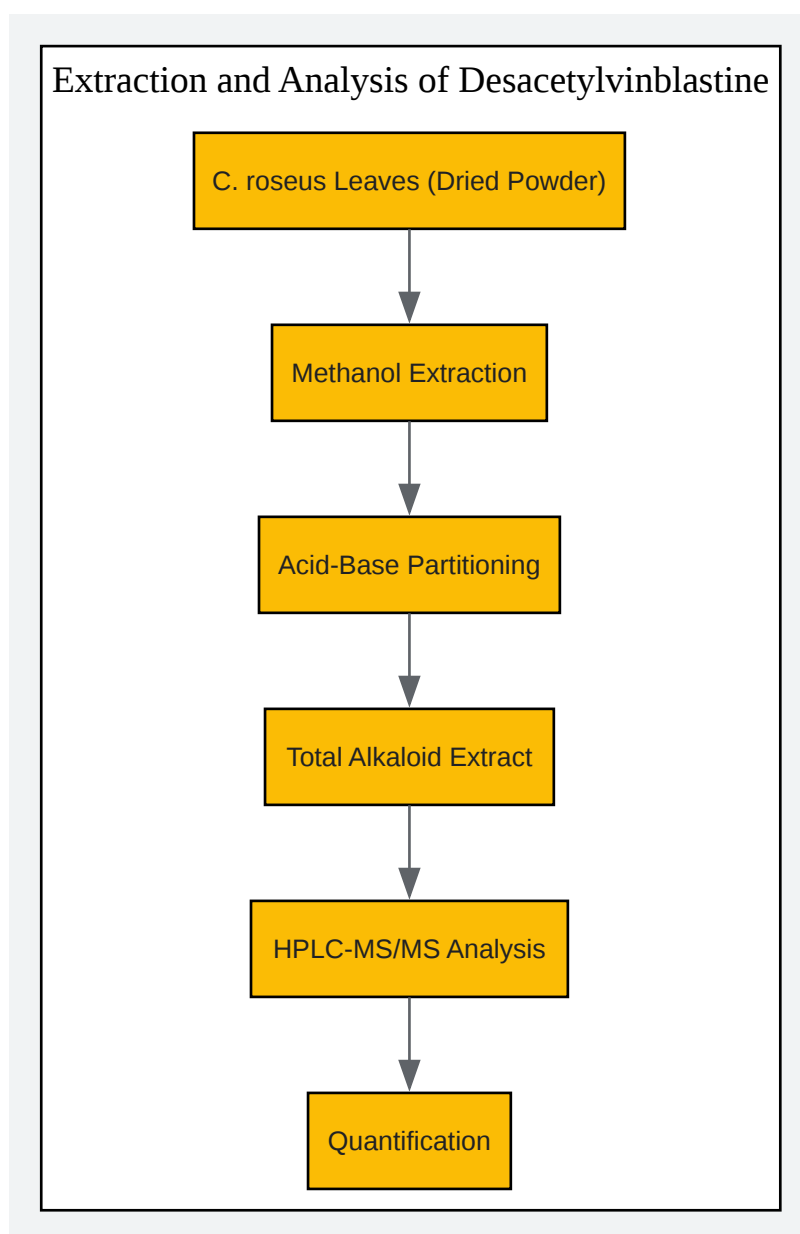 Extraction and Analysis of Desacetylvinblastine
C. roseus Leaves (Dried Powder)
Methanol Extraction
Acid-Base Partitioning
Total Alkaloid Extract
HPLC-MS/MS Analysis
Quantification